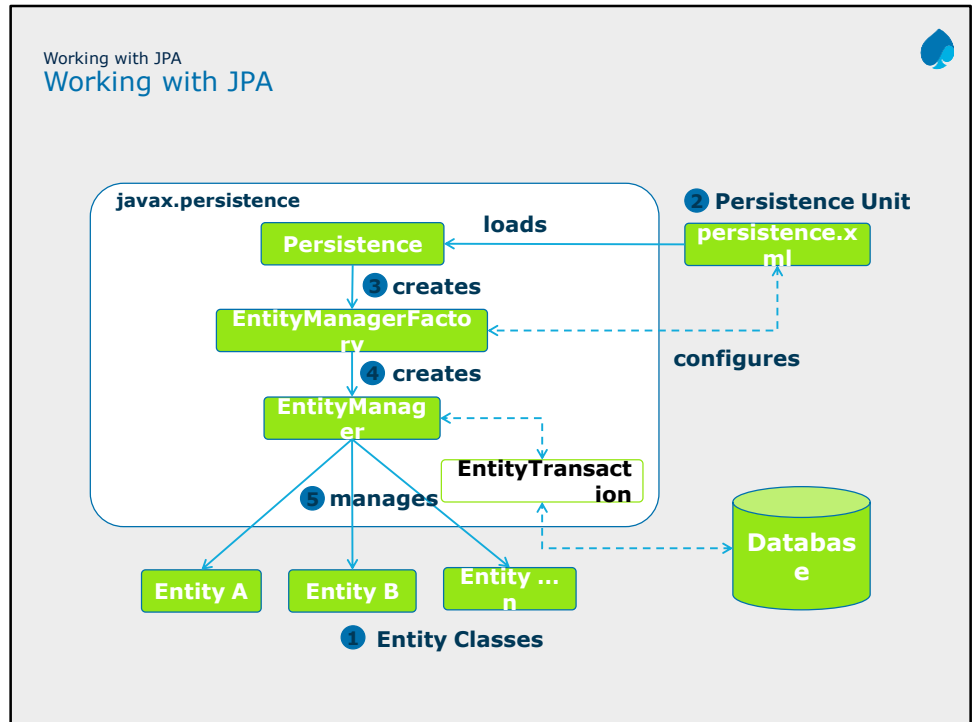 Working with JPA
Working with JPA
javax.persistence
2 Persistence Unit
loads
Persistence
persistence.x
ml
3 creates
EntityManagerFacto
ry
configures
4 creates
EntityManag
er
EntityTransact
ion
5 manages
Databas
e
Entity A
Entity B
Entity ...
n
1 Entity Classes